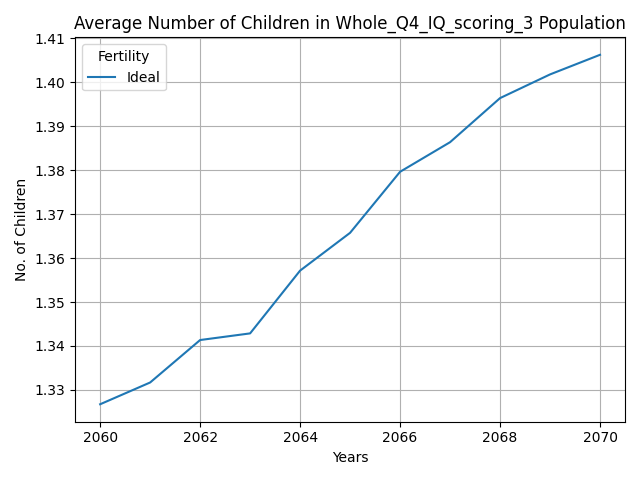 Average Number of Children in Whole_Q4_IQ_scoring_3 Population
Fertility
Ideal
1.41
1.40
1.39
1.38
1.37
1.36
1.35
1.34
1.33
No. of Children
2060 2062 2064 2066 2068 2070
Years